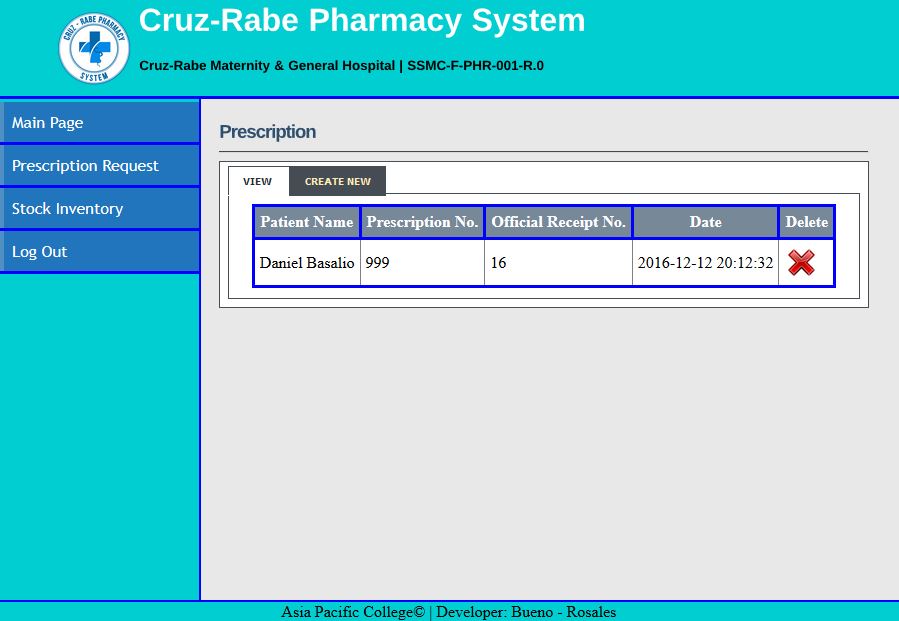 Cruz-Rabe Pharmacy System
CRUZ - RABE PHARMACY
SYSTEM
Cruz-Rabe Maternity & General Hospital | SSMC-F-PHR-001-R.0
Main Page
Prescription Request
Stock Inventory
Log Out
Prescription
VIEW CREATE NEW
Patient Name Prescription No. Official Receipt No. Date Delete
Daniel Basalio 999 16 2016-12-12 20:12:32
Asia Pacific College© | Developer: Bueno - Rosales